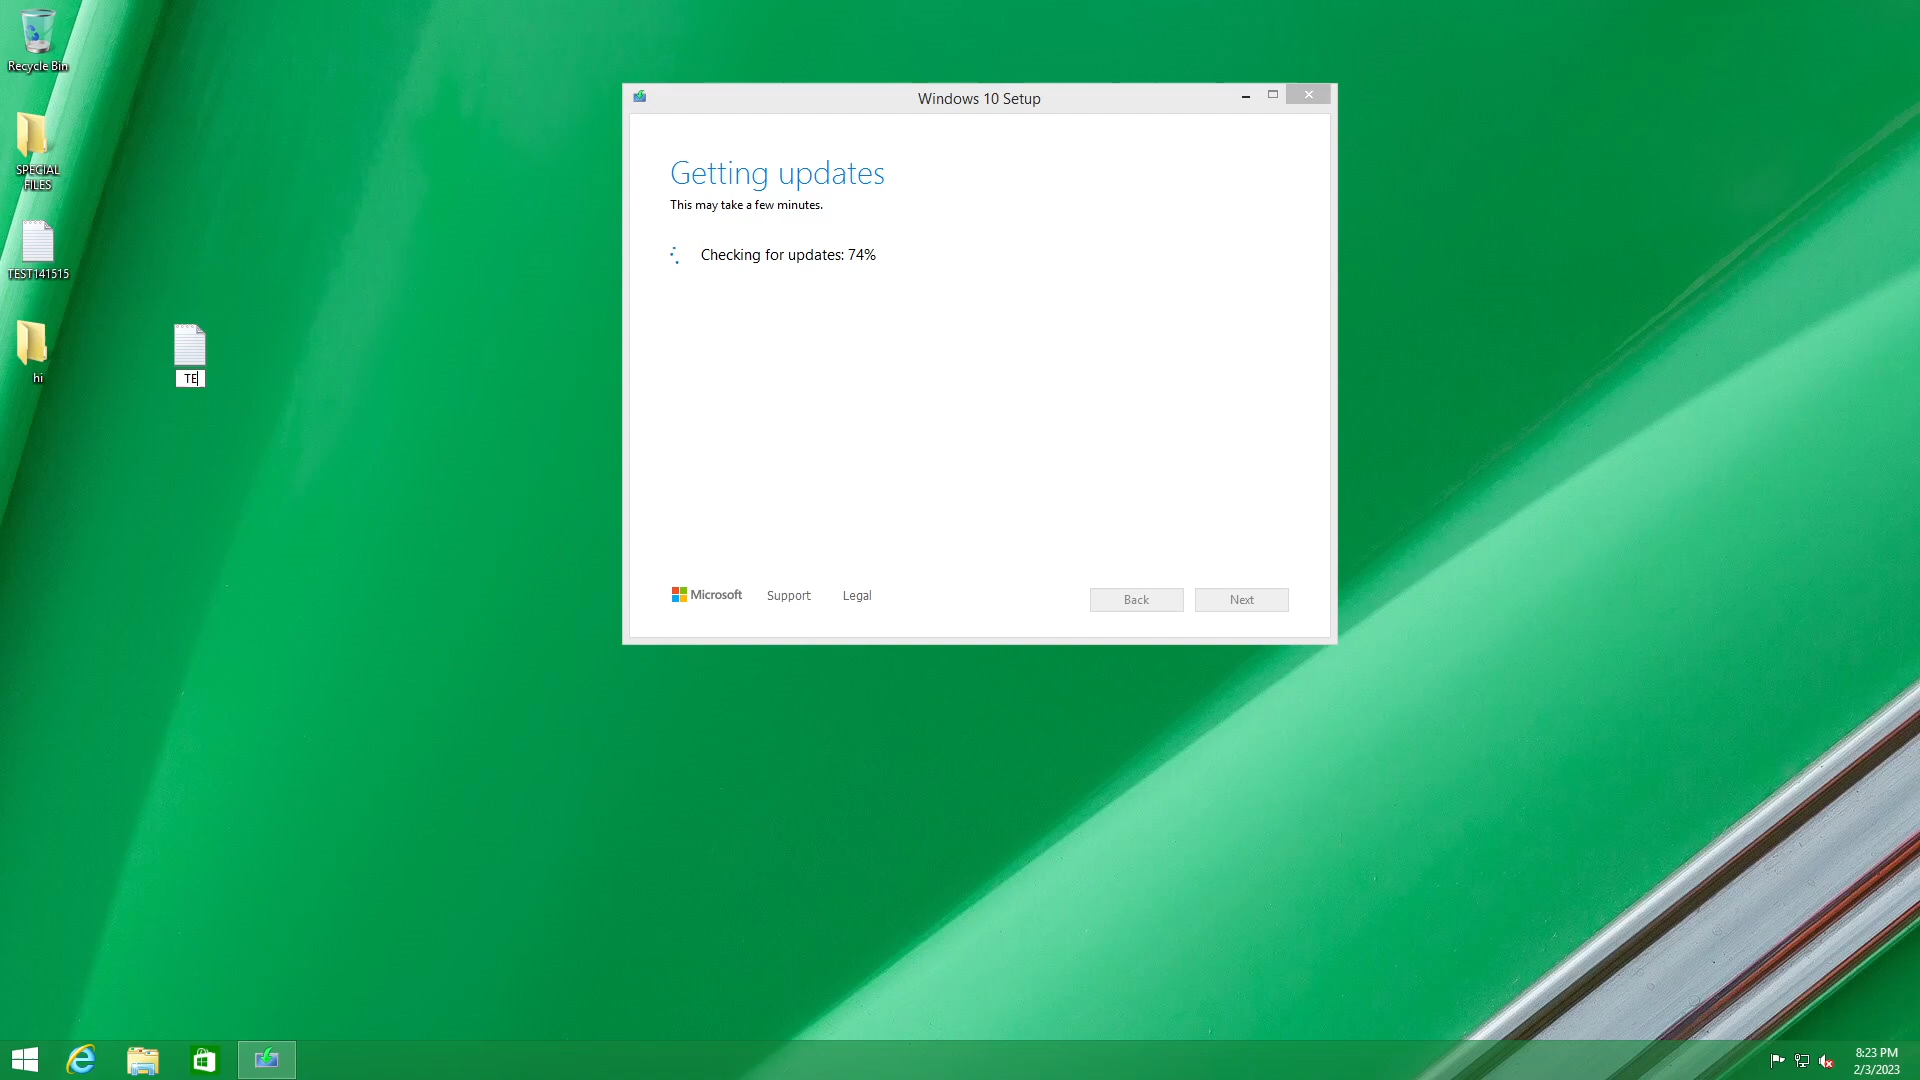 Recycle Bin
SPECIAL
FILES
TEST141515
hi
TE
Windows 10 Setup
Getting updates
This may take a few minutes.
Checking for updates: 74%
Microsoft
Support
Legal
Back
Next
8:23 PM
2/3/2023